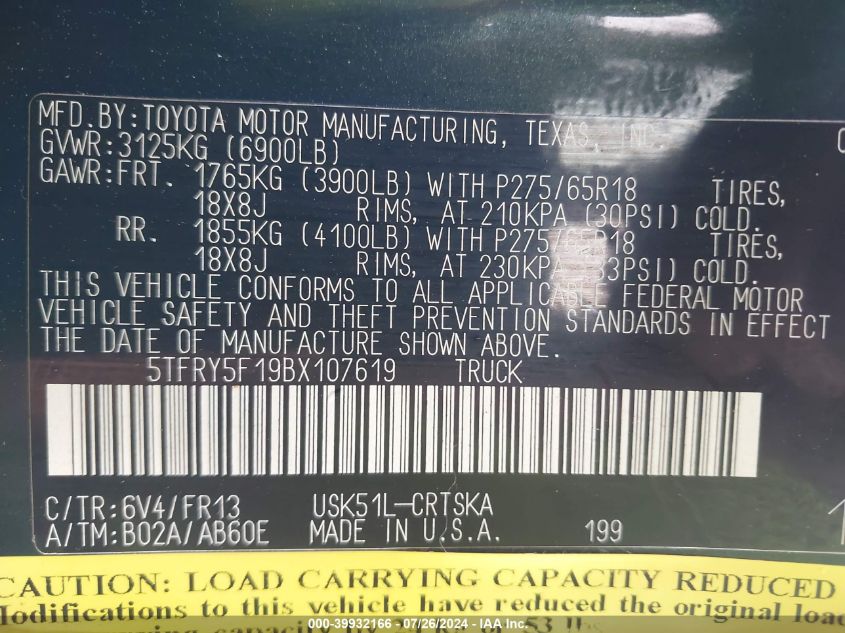 MFD.BY:TOYOTA MOTOR MANUFACTURING, TEXAS, INC.
GVWR:3125KG (6900LB)
GAWR:FRT. 1765KG (3900LB) WITH P275/65R18 TIRES,
18X8J RIMS, AT 210KPA (30PSI) COLD.
RR. 1855KG (4100LB) WITH P275/65R18 TIRES,
18X8J RIMS, AT 230KPA (33PSI) COLD.
THIS VEHICLE CONFORMS TO ALL APPLICABLE FEDERAL MOTOR
VEHICLE SAFETY AND THEFT PREVENTION STANDARDS IN EFFECT
THE DATE OF MANUFACTURE SHOWN ABOVE.
5TFRY5F19BX107619 TRUCK
C/TR:6V4/FR13 USK51L-CRTSKA
A/TM:B02A/AB60E MADE IN U.S.A. 199
CAUTION: LOAD CARRYING CAPACITY REDUCED
Modifications to this vehicle have reduced the original load
carrying capacity by
000-39932166 - 07/26/2024 - IAA Inc.